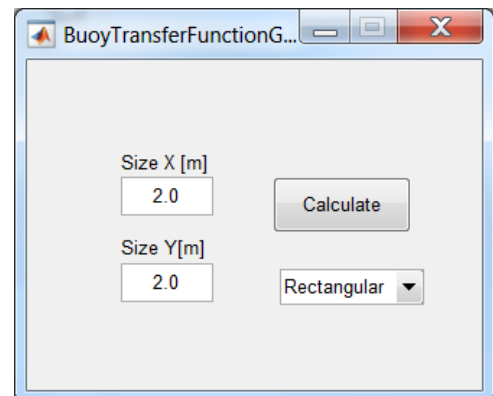 BuoyTransferFunctionG...
Size X [m]
2.0
Calculate
Size Y[m]
2.0
Rectangular